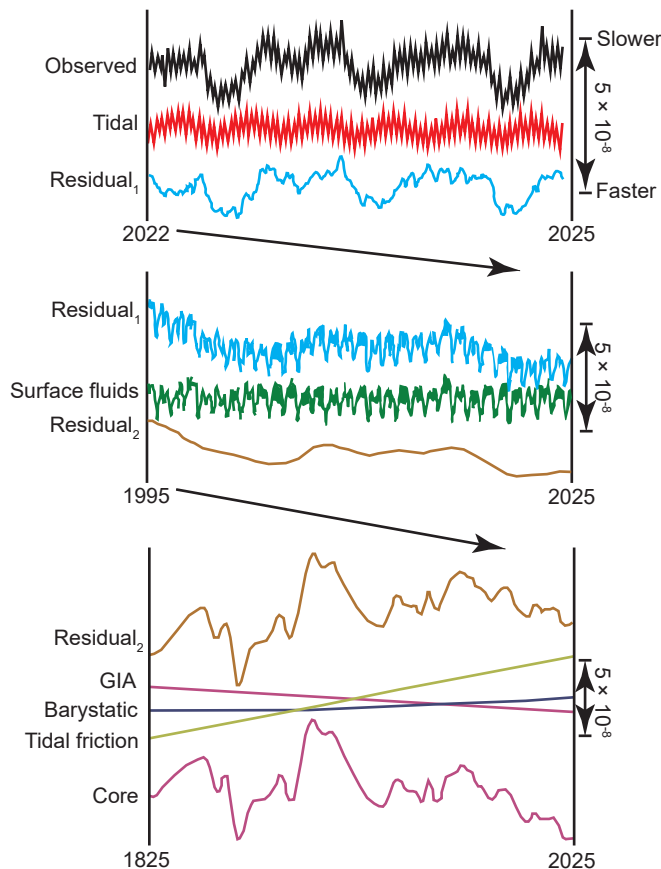 Observed
Slower
5 × 10⁻⁸
Tidal
Residual₁
Faster
2022
2025
Residual₁
5 × 10⁻⁸
Surface fluids
Residual₂
1995
2025
Residual₂
GIA
5 × 10⁻⁸
Barystatic
Tidal friction
Core
1825
2025